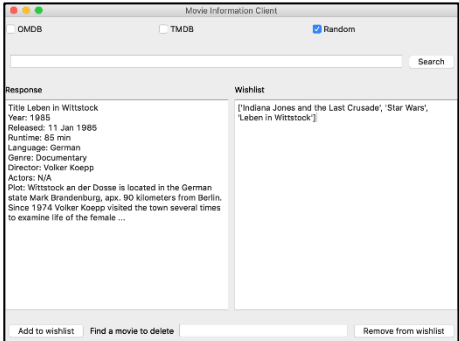 Movie Information Client
OMDB
TMDB
Random
Search
Response
Wishlist
Title Leben in Wittstock
Year: 1985
Released: 11 Jan 1985
Runtime: 85 min
Language: German
Genre: Documentary
Director: Volker Koepp
Actors: N/A
Plot: Wittstock an der Dosse is located in the German
state Mark Brandenburg, apx. 90 kilometers from Berlin.
Since 1974 Volker Koepp visited the town several times
to examine life of the female ...
['Indiana Jones and the Last Crusade', 'Star Wars',
'Leben in Wittstock']
Add to wishlist
Find a movie to delete
Remove from wishlist